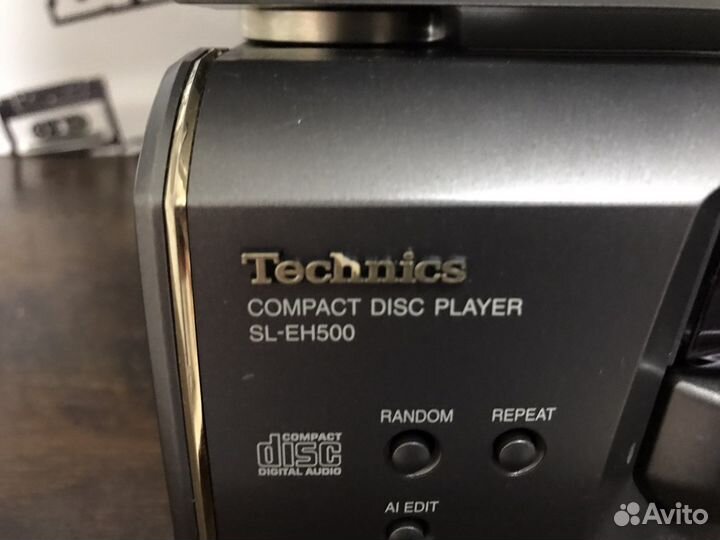 Technics
COMPACT DISC PLAYER
SL-EH500
RANDOM REPEAT
COMPACT
disc
DIGITAL AUDIO
AI EDIT
Avito